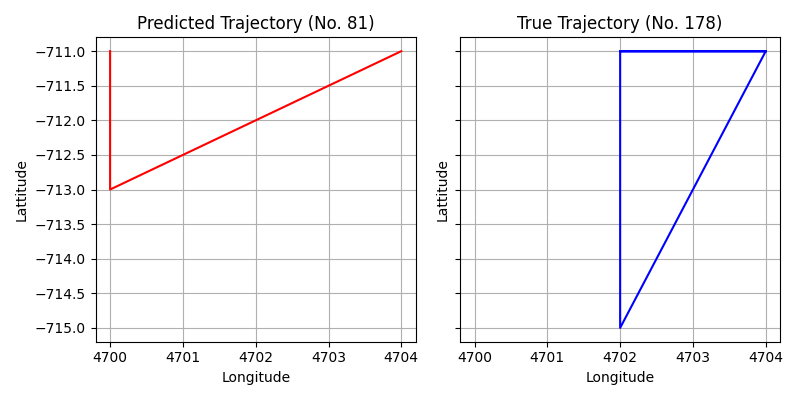 Predicted Trajectory (No. 81)
True Trajectory (No. 178)
−711.0
−711.5
−712.0
−712.5
−713.0
−713.5
−714.0
−714.5
−715.0
Lattitude
Lattitude
4700 4701 4702 4703 4704
4700 4701 4702 4703 4704
Longitude
Longitude